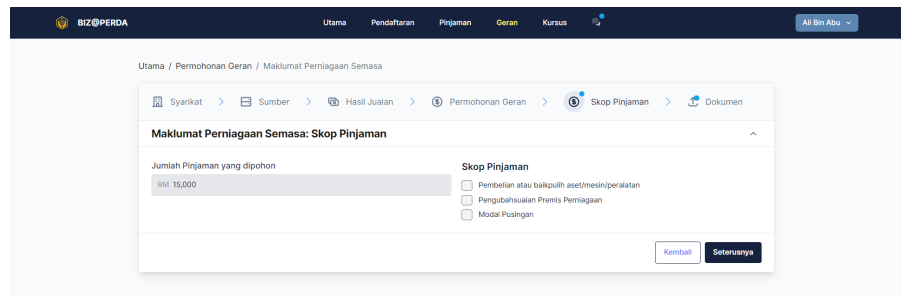 BIZ@PERDA Utama Pendaftaran Pinjaman Geran Kursus Ali Bin Abu
Utama / Permohonan Geran / Maklumat Perniagaan Semasa
Syarikat > Sumber > Hasil Jualan > Permohonan Geran > Skop Pinjaman > Dokumen
Maklumat Perniagaan Semasa: Skop Pinjaman
Jumlah Pinjaman yang dipohon
RM 15,000
Skop Pinjaman
Pembelian atau baikpulih aset/mesin/peralatan
Pengubahsuaian Premis Perniagaan
Modal Pusingan
Kembali Seterusnya